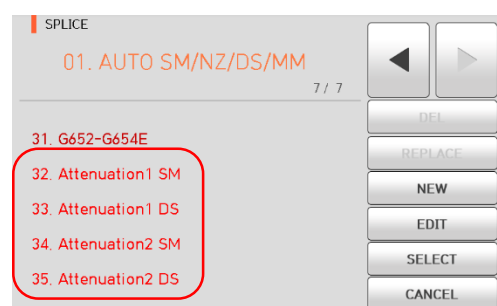 SPLICE
01. AUTO SM/NZ/DS/MM
7/ 7
31. G652-G654E
32. Attenuation1 SM
33. Attenuation1 DS
34. Attenuation2 SM
35. Attenuation2 DS
DEL
REPLACE
NEW
EDIT
SELECT
CANCEL